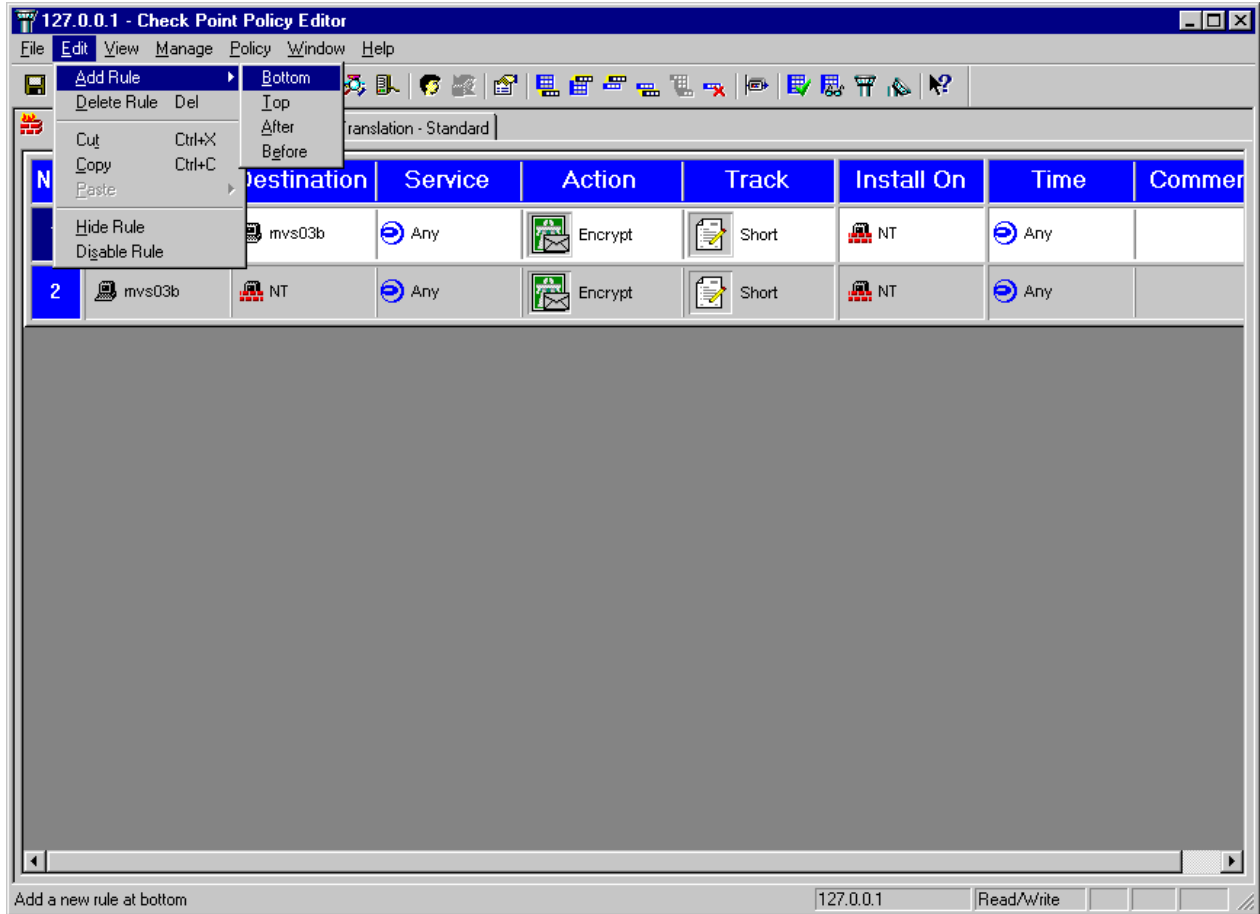 127.0.0.1 - Check Point Policy Editor
File Edit View Manage Policy Window Help
Add Rule Bottom
Delete Rule Del Top
After
Translation - Standard
Cut Ctrl+X
Before
Copy Ctrl+C
Paste
Destination Service Action Track Install On Time Commen
Hide Rule
mvs03b Any Encrypt Short NT Any
Disable Rule
2 mvs03b NT Any Encrypt Short NT Any
Add a new rule at bottom 127.0.0.1 Read/Write